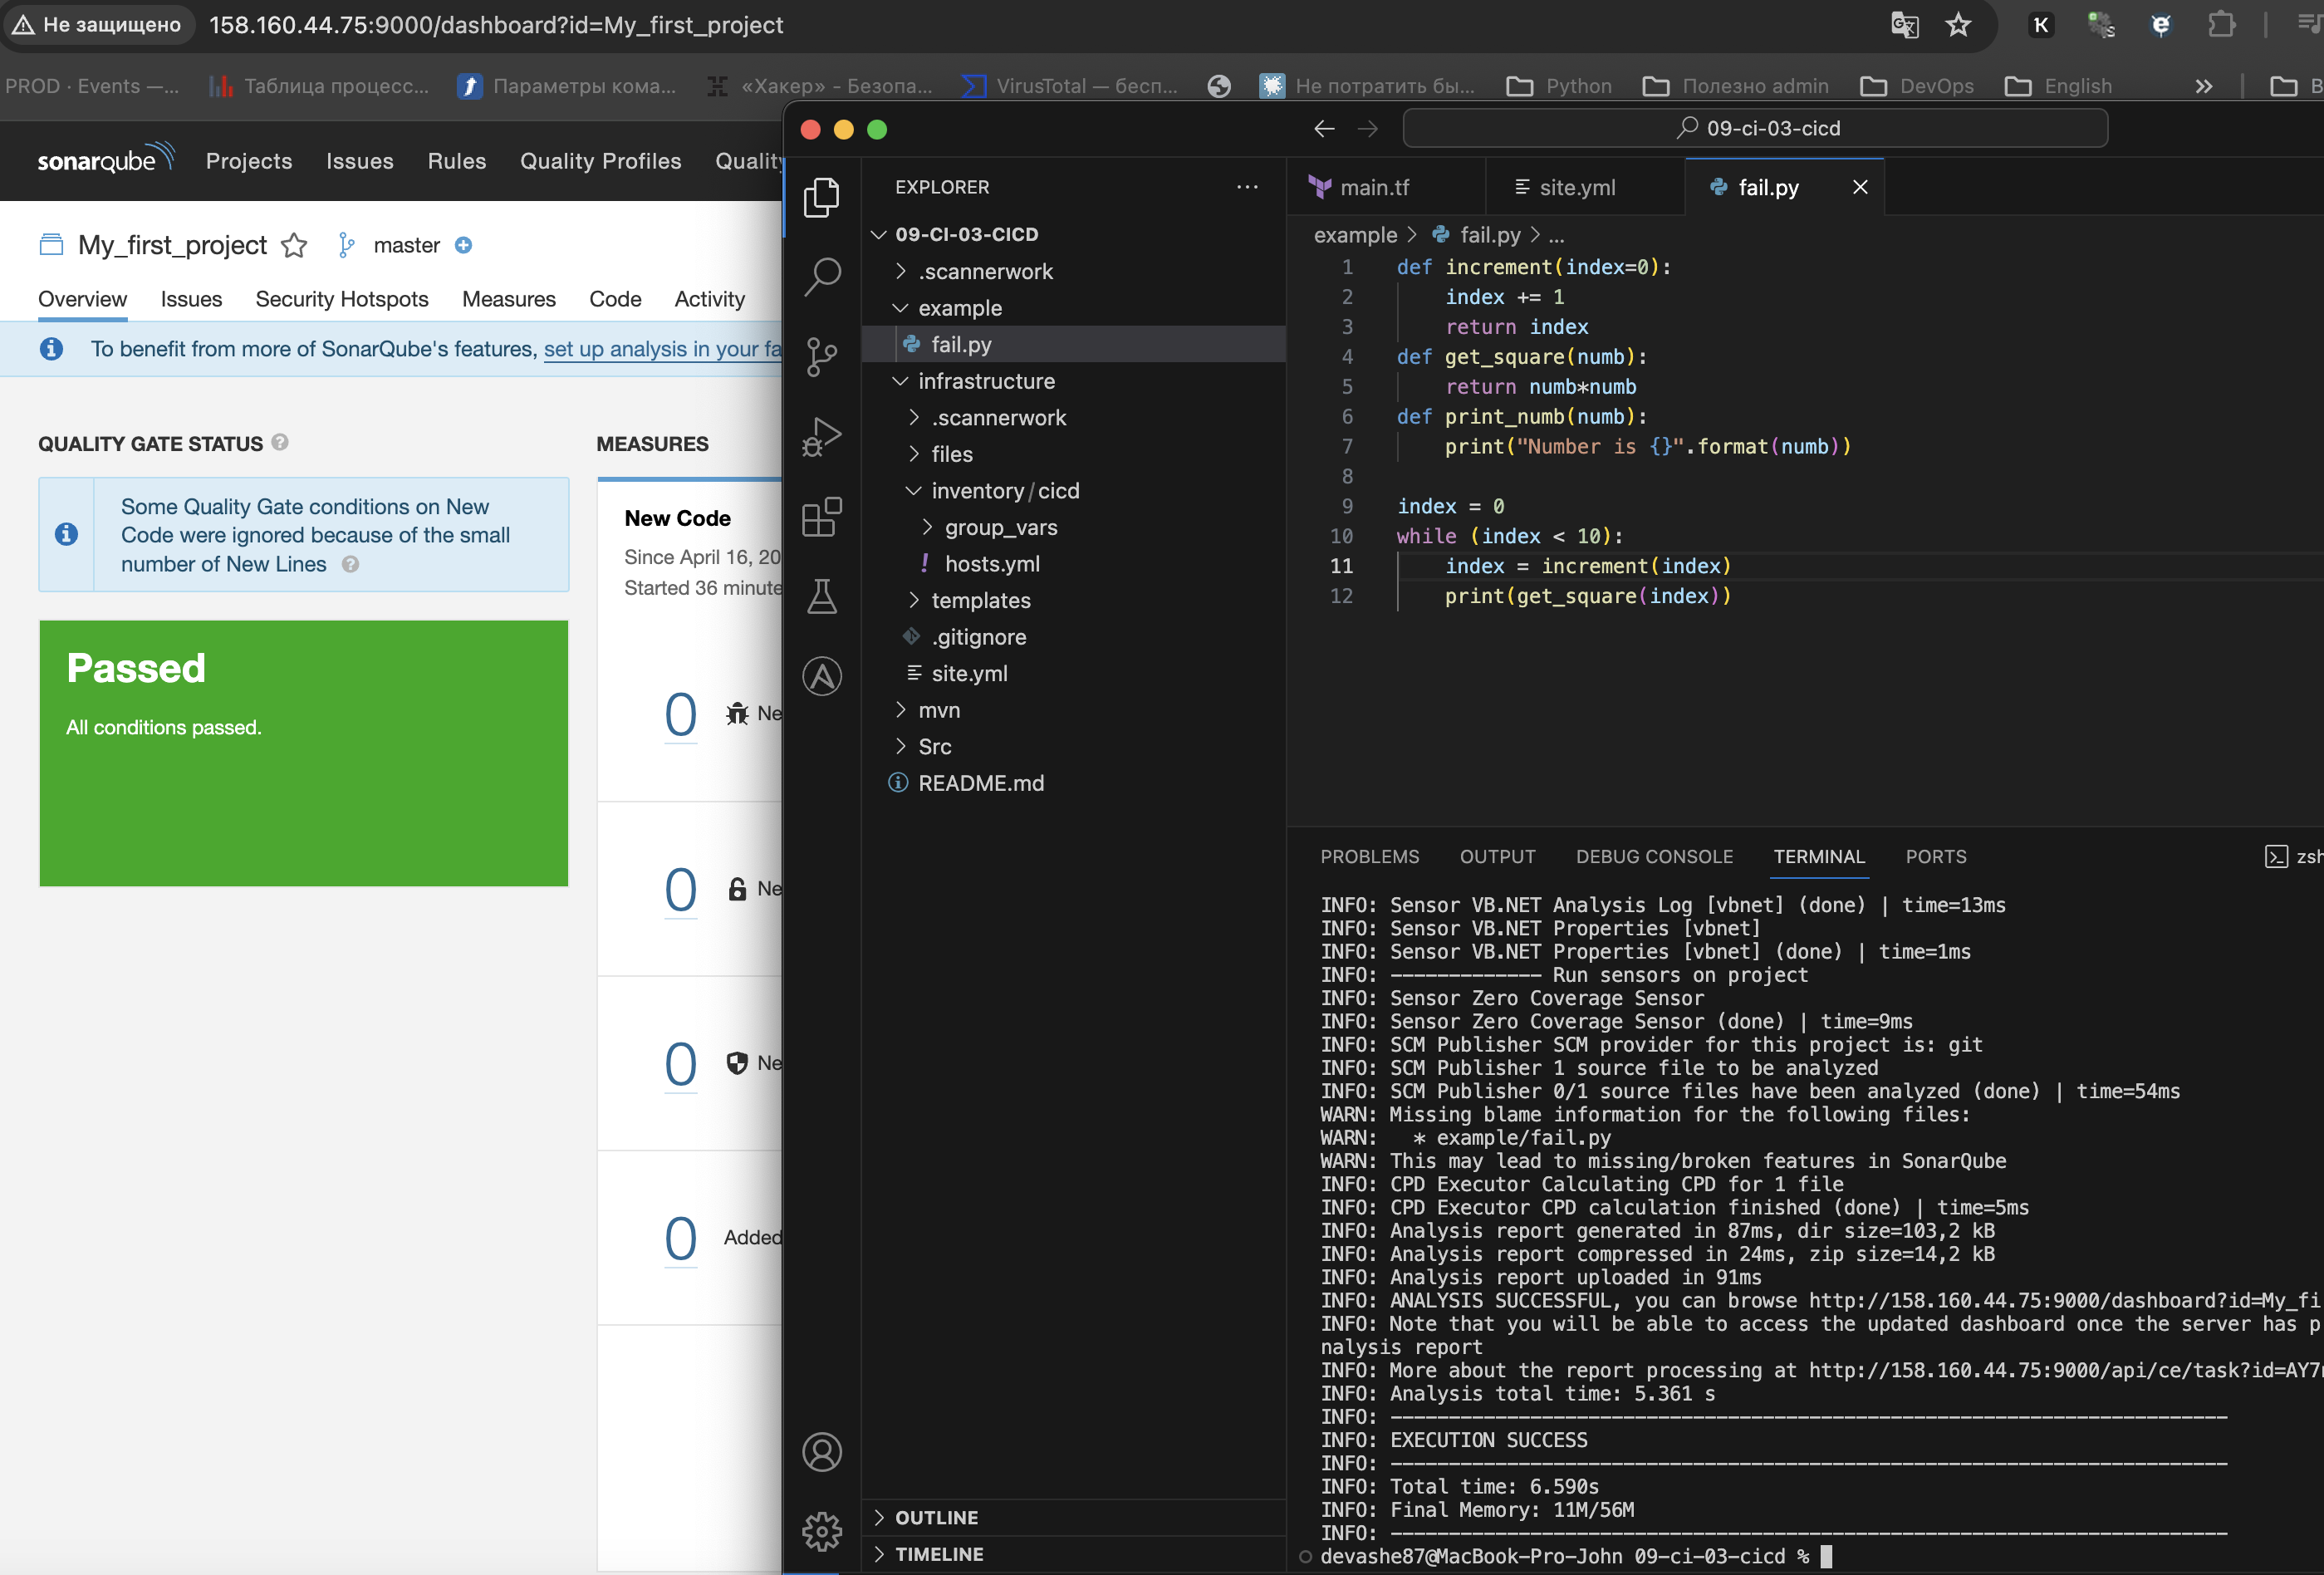 Не защищено 158.160.44.75:9000/dashboard?id=My_first_project
PROD · Events —... Таблица процесс... Параметры кома... «Хакер» - Безопа... VirusTotal — бесп... Не потратить бы... Python Полезно admin DevOps English
sonarqube Projects Issues Rules Quality Profiles Quality
My_first_project master
Overview Issues Security Hotspots Measures Code Activity
To benefit from more of SonarQube's features, set up analysis in your fa
QUALITY GATE STATUS
Some Quality Gate conditions on New
Code were ignored because of the small
number of New Lines
Passed
All conditions passed.
MEASURES
New Code
Since April 16, 20
Started 36 minute
0 Ne
0 Ne
0 Ne
0 Added
09-ci-03-cicd
EXPLORER
09-CI-03-CICD
.scannerwork
example
fail.py
infrastructure
.scannerwork
files
inventory/cicd
group_vars
! hosts.yml
templates
.gitignore
site.yml
mvn
Src
README.md
OUTLINE
TIMELINE
main.tf site.yml fail.py
example > fail.py > ...
1 def increment(index=0):
2 index += 1
3 return index
4 def get_square(numb):
5 return numb*numb
6 def print_numb(numb):
7 print("Number is {}".format(numb))
8
9 index = 0
10 while (index < 10):
11 index = increment(index)
12 print(get_square(index))
PROBLEMS OUTPUT DEBUG CONSOLE TERMINAL PORTS zsh
INFO: Sensor VB.NET Analysis Log [vbnet] (done) | time=13ms
INFO: Sensor VB.NET Properties [vbnet]
INFO: Sensor VB.NET Properties [vbnet] (done) | time=1ms
INFO: ------------- Run sensors on project
INFO: Sensor Zero Coverage Sensor
INFO: Sensor Zero Coverage Sensor (done) | time=9ms
INFO: SCM Publisher SCM provider for this project is: git
INFO: SCM Publisher 1 source file to be analyzed
INFO: SCM Publisher 0/1 source files have been analyzed (done) | time=54ms
WARN: Missing blame information for the following files:
WARN:   * example/fail.py
WARN: This may lead to missing/broken features in SonarQube
INFO: CPD Executor Calculating CPD for 1 file
INFO: CPD Executor CPD calculation finished (done) | time=5ms
INFO: Analysis report generated in 87ms, dir size=103,2 kB
INFO: Analysis report compressed in 24ms, zip size=14,2 kB
INFO: Analysis report uploaded in 91ms
INFO: ANALYSIS SUCCESSFUL, you can browse http://158.160.44.75:9000/dashboard?id=My_fi
INFO: Note that you will be able to access the updated dashboard once the server has p
nalysis report
INFO: More about the report processing at http://158.160.44.75:9000/api/ce/task?id=AY7
INFO: Analysis total time: 5.361 s
INFO: ------------------------------------------------------------------------
INFO: EXECUTION SUCCESS
INFO: ------------------------------------------------------------------------
INFO: Total time: 6.590s
INFO: Final Memory: 11M/56M
INFO: ------------------------------------------------------------------------
devashe87@MacBook-Pro-John 09-ci-03-cicd %